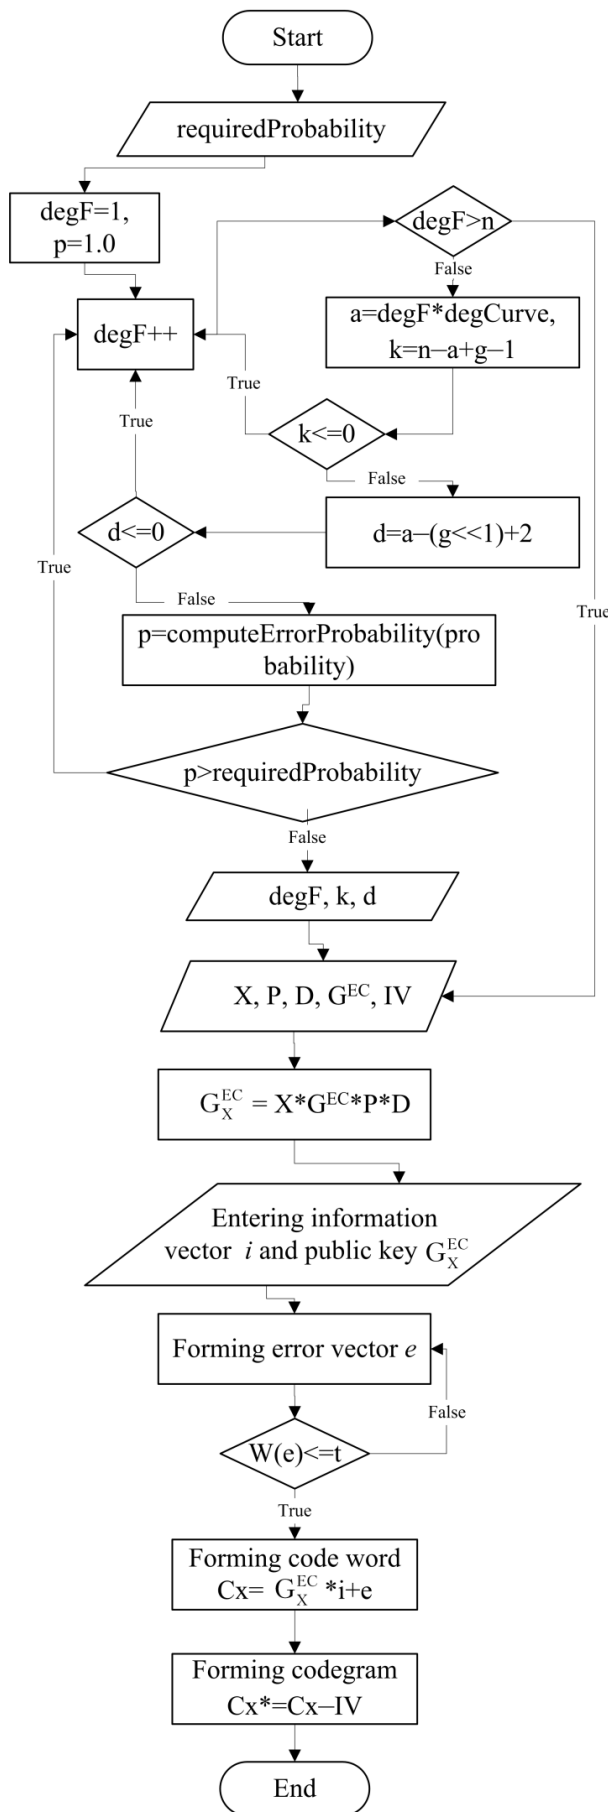 Start
requiredProbability
degF=1,
p=1.0
degF>n
False
degF++
a=degF*degCurve,
k=n−a+g−1
True
True
k<=0
False
d<=0
d=a−(g<<1)+2
True
True
False
p=computeErrorProbability(pro
bability)
p>requiredProbability
False
degF, k, d
X, P, D, G^EC, IV
G_X^EC = X*G^EC*P*D
Entering information
vector i and public key G_X^EC
Forming error vector e
False
W(e)<=t
True
Forming code word
Cx= G_X^EC *i+e
Forming codegram
Cx*=Cx−IV
End